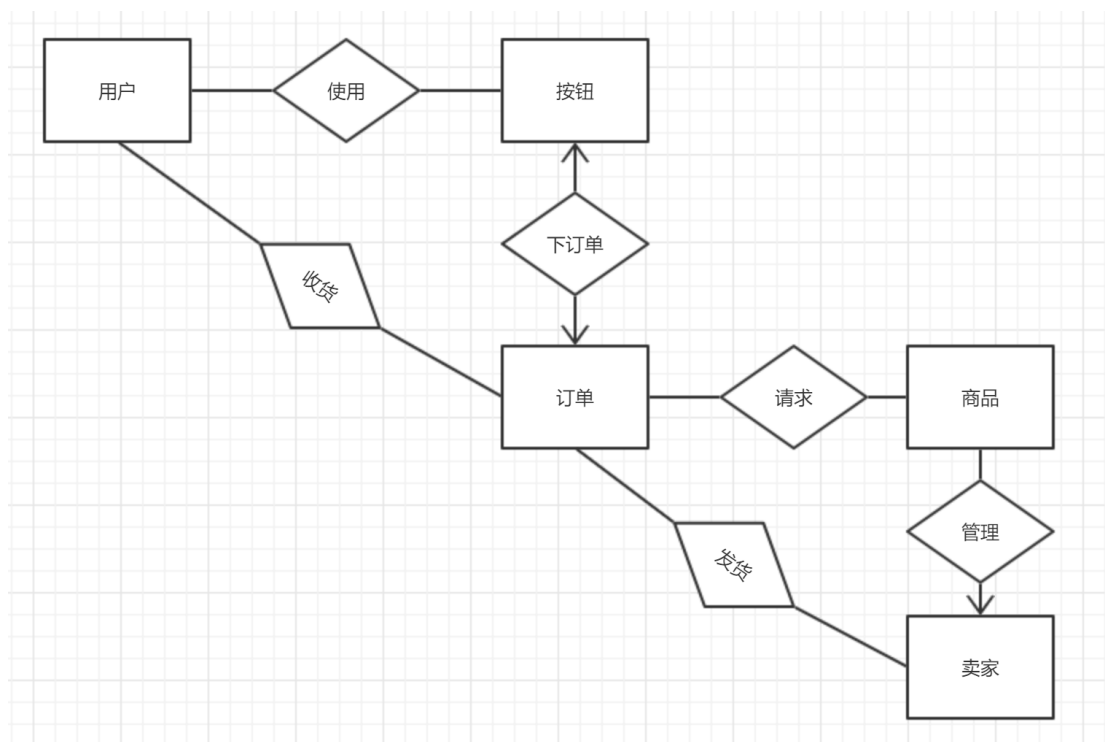 用户
使用
按钮
下订单
收货
订单
请求
商品
管理
发货
卖家